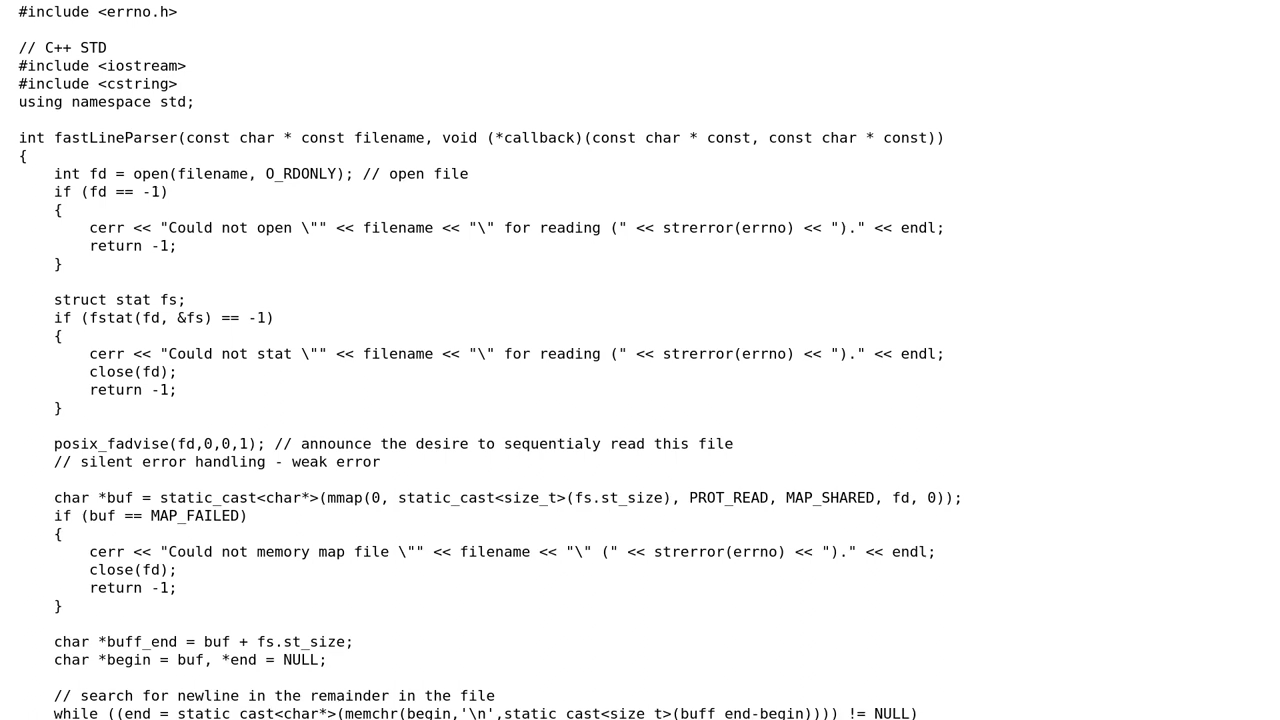 #include <errno.h>

// C++ STD
#include <iostream>
#include <cstring>
using namespace std;

int fastLineParser(const char * const filename, void (*callback)(const char * const, const char * const))
{
    int fd = open(filename, O_RDONLY); // open file
    if (fd == -1)
    {
        cerr << "Could not open \"" << filename << "\" for reading (" << strerror(errno) << ")." << endl;
        return -1;
    }

    struct stat fs;
    if (fstat(fd, &fs) == -1)
    {
        cerr << "Could not stat \"" << filename << "\" for reading (" << strerror(errno) << ")." << endl;
        close(fd);
        return -1;
    }

    posix_fadvise(fd,0,0,1); // announce the desire to sequentialy read this file
    // silent error handling - weak error

    char *buf = static_cast<char*>(mmap(0, static_cast<size_t>(fs.st_size), PROT_READ, MAP_SHARED, fd, 0));
    if (buf == MAP_FAILED)
    {
        cerr << "Could not memory map file \"" << filename << "\" (" << strerror(errno) << ")." << endl;
        close(fd);
        return -1;
    }

    char *buff_end = buf + fs.st_size;
    char *begin = buf, *end = NULL;

    // search for newline in the remainder in the file
    while ((end = static_cast<char*>(memchr(begin,'\n',static_cast<size_t>(buff_end-begin)))) != NULL)